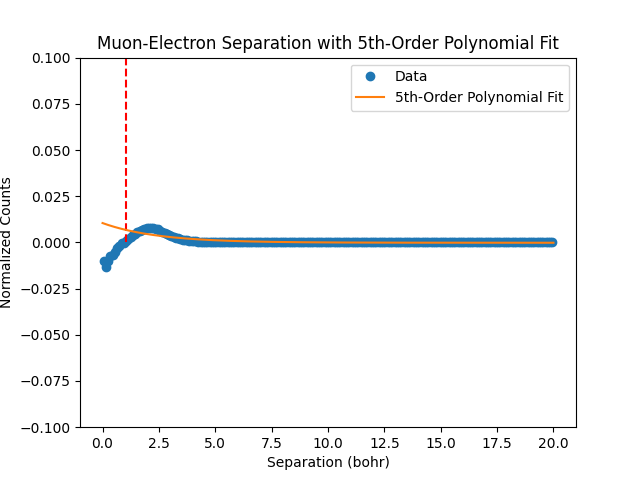 Muon-Electron Separation with 5th-Order Polynomial Fit
Data
5th-Order Polynomial Fit
Normalized Counts
0.100
0.075
0.050
0.025
0.000
−0.025
−0.050
−0.075
−0.100
0.0 2.5 5.0 7.5 10.0 12.5 15.0 17.5 20.0
Separation (bohr)